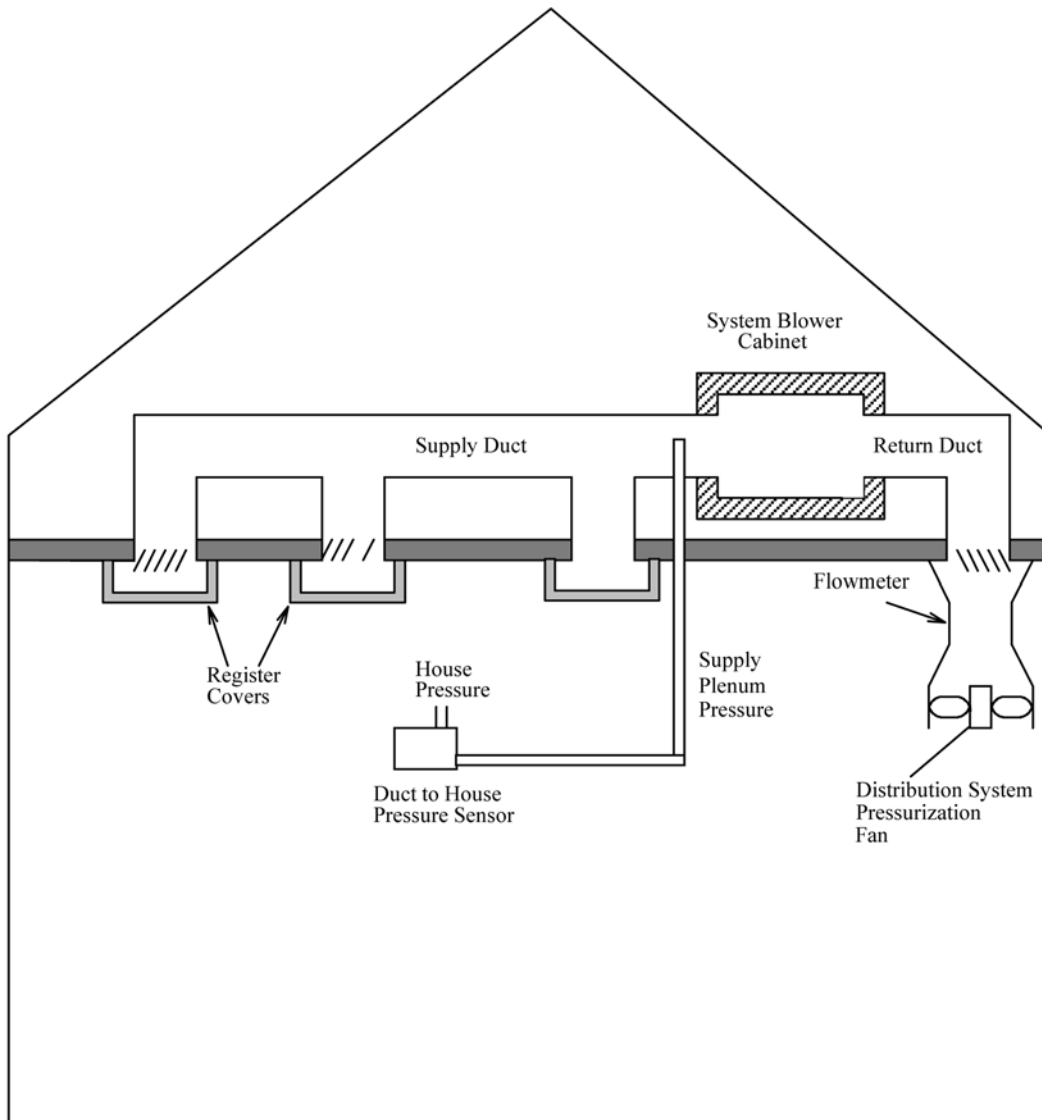 System Blower
Cabinet
Supply Duct
Return Duct
Flowmeter
Register
Covers
House
Pressure
Supply
Plenum
Pressure
Duct to House
Pressure Sensor
Distribution System
Pressurization
Fan